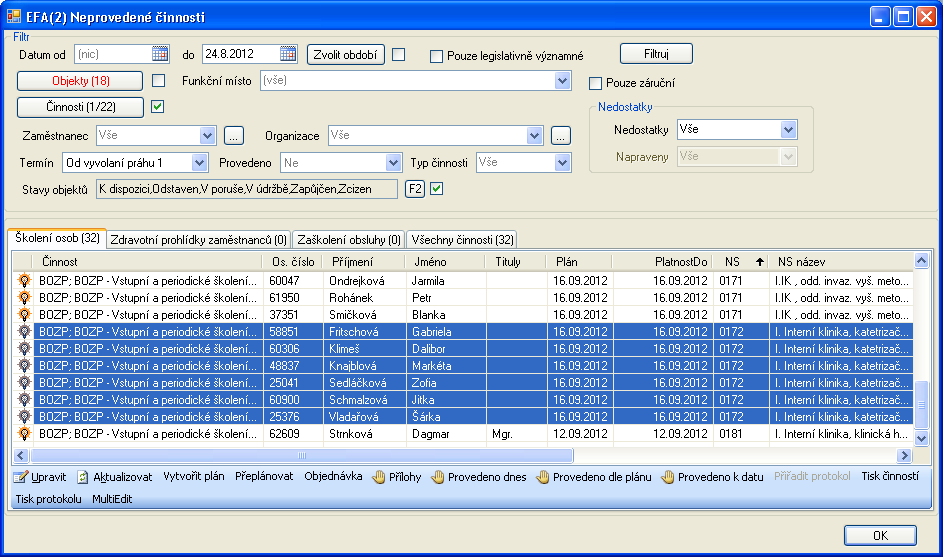 EFA(2) Neprovedené činnosti
Filtr
Datum od (nic) do 24.8.2012 Zvolit období Pouze legislativně významné Filtruj
Objekty (18) Funkční místo (vše) Pouze záruční
Činnosti (1/22)
Nedostatky
Zaměstnanec Vše ... Organizace Vše ... Nedostatky Vše
Termín Od vyvolaní práhu 1 Provedeno Ne Typ činnosti Vše Napraveny Vše
Stavy objektů K dispozici,Odstaven,V poruše,V údržbě,Zapůjčen,Zcizen F2
Školení osob (32) Zdravotní prohlídky zaměstnanců (0) Zaškolení obsluhy (0) Všechny činnosti (32)
Činnost Os. číslo Příjmení Jméno Tituly Plán PlatnostDo NS NS název
BOZP; BOZP - Vstupní a periodické školení... 60047 Ondrejková Jarmila 16.09.2012 16.09.2012 0171 I.IK , odd. invaz. vyš. meto...
BOZP; BOZP - Vstupní a periodické školení... 61950 Rohánek Petr 16.09.2012 16.09.2012 0171 I.IK , odd. invaz. vyš. meto...
BOZP; BOZP - Vstupní a periodické školení... 37351 Smičková Blanka 16.09.2012 16.09.2012 0171 I.IK , odd. invaz. vyš. meto...
BOZP; BOZP - Vstupní a periodické školení... 58851 Fritschová Gabriela 16.09.2012 16.09.2012 0172 I. Interní klinika, katetrizač...
BOZP; BOZP - Vstupní a periodické školení... 60306 Klimeš Dalibor 16.09.2012 16.09.2012 0172 I. Interní klinika, katetrizač...
BOZP; BOZP - Vstupní a periodické školení... 48837 Knajblová Markéta 16.09.2012 16.09.2012 0172 I. Interní klinika, katetrizač...
BOZP; BOZP - Vstupní a periodické školení... 25041 Sedláčková Zofia 16.09.2012 16.09.2012 0172 I. Interní klinika, katetrizač...
BOZP; BOZP - Vstupní a periodické školení... 60900 Schmalzová Jitka 16.09.2012 16.09.2012 0172 I. Interní klinika, katetrizač...
BOZP; BOZP - Vstupní a periodické školení... 25376 Vladařová Šárka 16.09.2012 16.09.2012 0172 I. Interní klinika, katetrizač...
BOZP; BOZP - Vstupní a periodické školení... 62609 Strnková Dagmar Mgr. 12.09.2012 12.09.2012 0181 I. Interní klinika, klinická h...
Upravit Aktualizovat Vytvořit plán Přeplánovat Objednávka Přílohy Provedeno dnes Provedeno dle plánu Provedeno k datu Přiřadit protokol Tisk činností
Tisk protokolu MultiEdit
OK